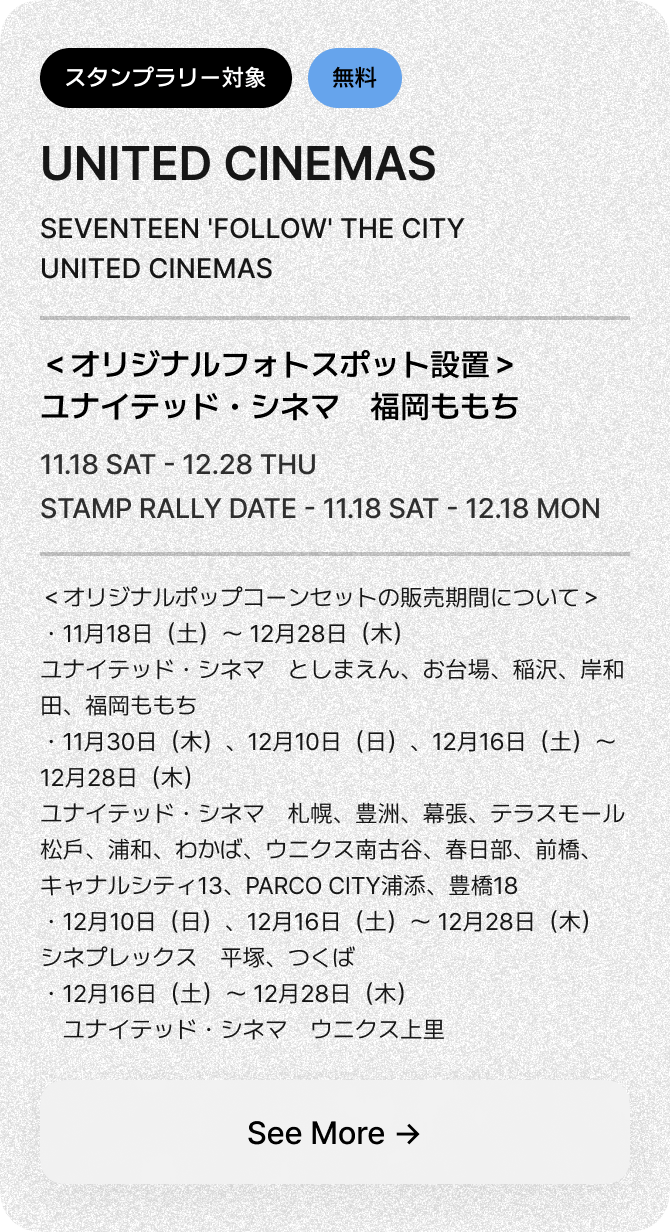 スタンプラリー対象
無料
UNITED CINEMAS
SEVENTEEN 'FOLLOW' THE CITY
UNITED CINEMAS
＜オリジナルフォトスポット設置＞
ユナイテッド・シネマ　福岡ももち
11.18 SAT - 12.28 THU
STAMP RALLY DATE - 11.18 SAT - 12.18 MON
＜オリジナルポップコーンセットの販売期間について＞
・11月18日（土）〜 12月28日（木）
ユナイテッド・シネマ　としまえん、お台場、稲沢、岸和
田、福岡ももち
・11月30日（木）、12月10日（日）、12月16日（土）〜
12月28日（木）
ユナイテッド・シネマ　札幌、豊洲、幕張、テラスモール
松戸、浦和、わかば、ウニクス南古谷、春日部、前橋、
キャナルシティ13、PARCO CITY浦添、豊橋18
・12月10日（日）、12月16日（土）〜 12月28日（木）
シネプレックス　平塚、つくば
・12月16日（土）〜 12月28日（木）
　ユナイテッド・シネマ　ウニクス上里
See More →